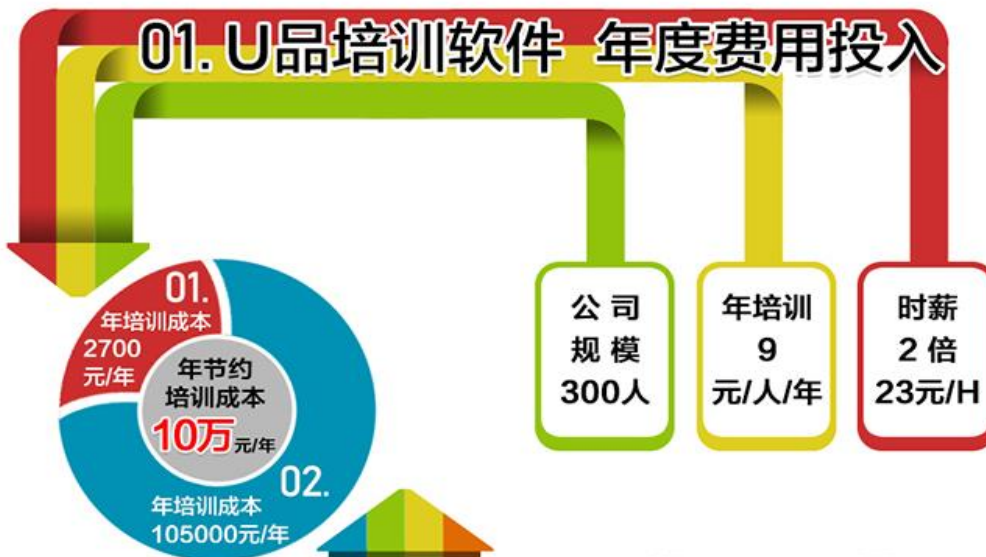 01. U品培训软件 年度费用投入
01.
年培训成本
2700
元/年
年节约
培训成本
10万元/年
02.
年培训成本
105000元/年
公司
规模
300人
年培训
9
元/人/年
时薪
2倍
23元/H